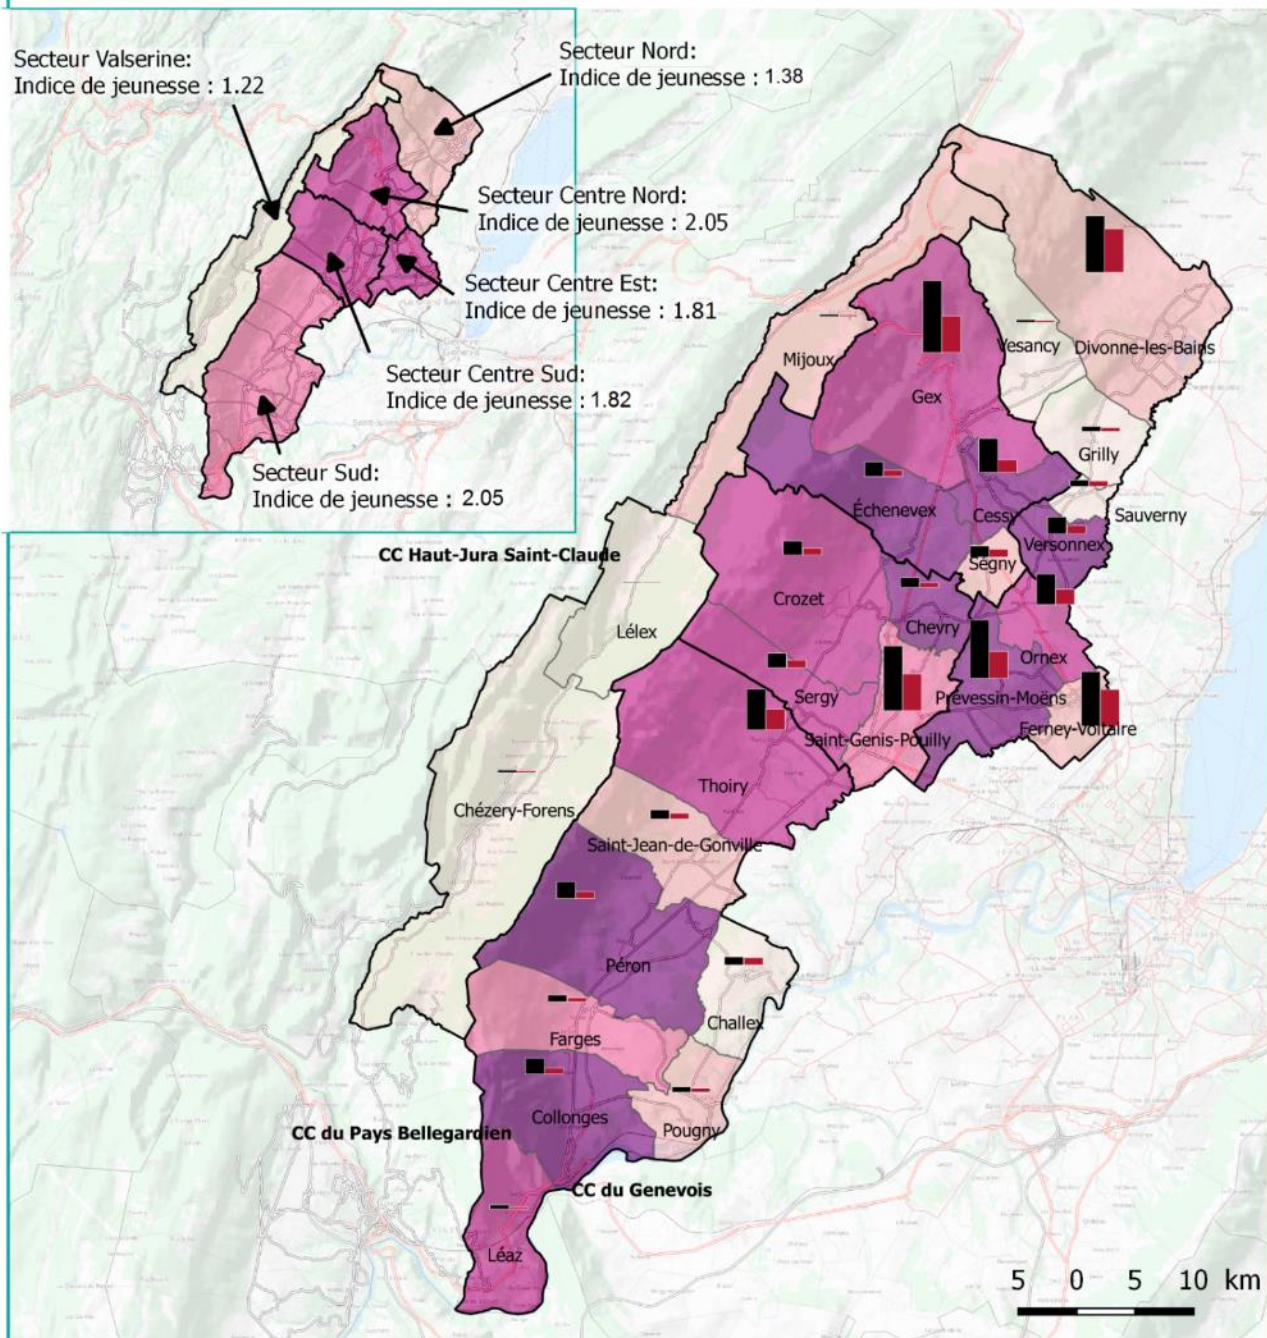 Secteur Valserine:
Indice de jeunesse : 1.22
Secteur Nord:
Indice de jeunesse : 1.38
Secteur Centre Nord:
Indice de jeunesse : 2.05
Secteur Centre Est:
Indice de jeunesse : 1.81
Secteur Centre Sud:
Indice de jeunesse : 1.82
Secteur Sud:
Indice de jeunesse : 2.05
Mijoux
Vesancy
Divonne-les-Bains
Gex
Grilly
Échenevex
Cessy
Sauverny
Versonnex
CC Haut-Jura Saint-Claude
Ségny
Crozet
Lélex
Chevry
Ornex
Sergy
Prévessin-Moëns
Saint-Genis-Pouilly
Ferney-Voltaire
Thoiry
Chézery-Forens
Saint-Jean-de-Gonville
Péron
Challex
Farges
Collonges
Pougny
CC du Pays Bellegardien
CC du Genevois
Léaz
5 0 5 10 km